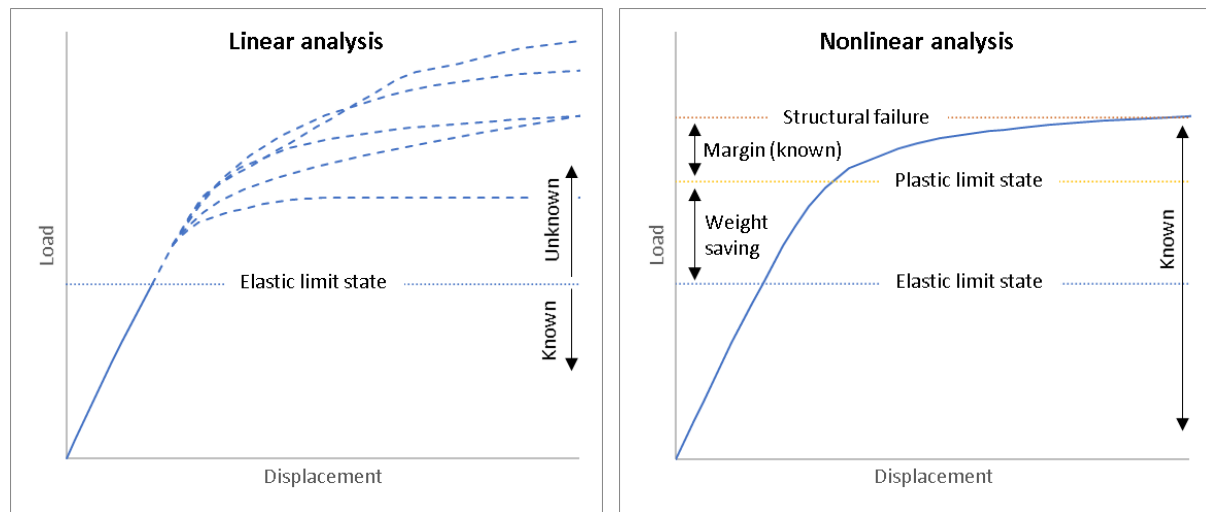 Linear analysis
Load
Unknown
Elastic limit state
Known
Displacement
Nonlinear analysis
Structural failure
Margin (known)
Plastic limit state
Weight
saving
Known
Load
Elastic limit state
Displacement